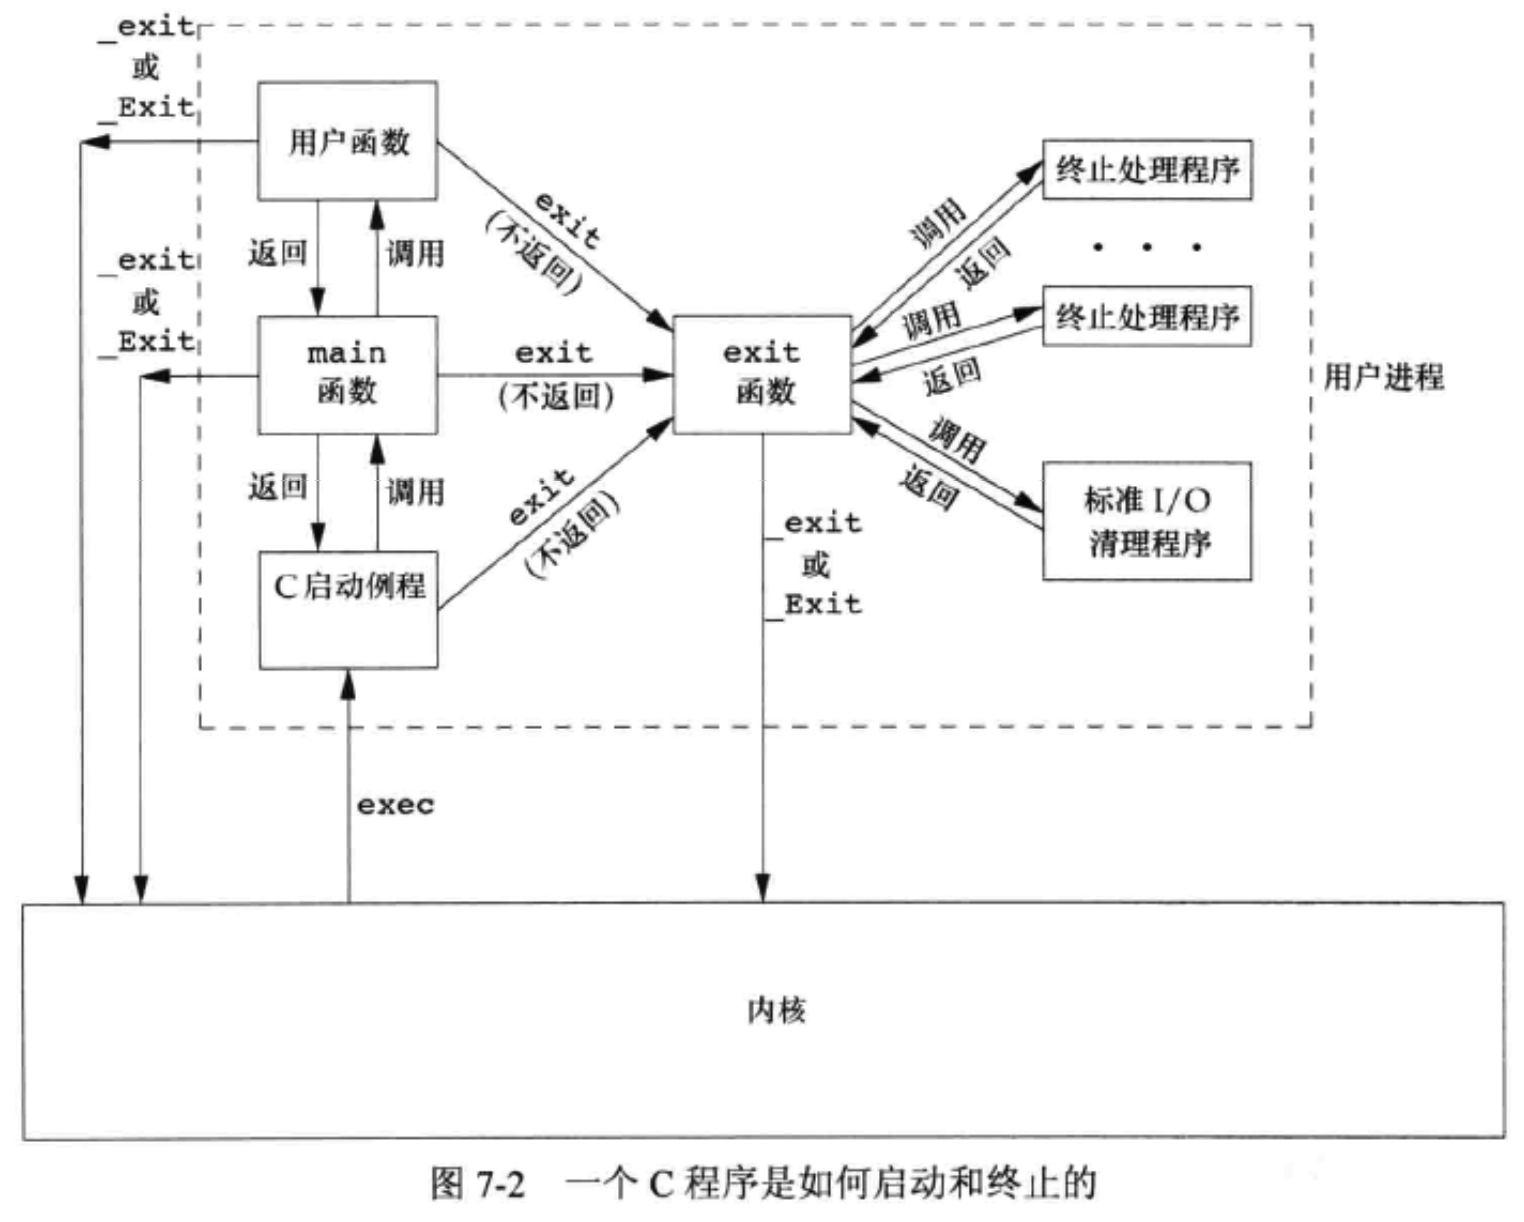 _exit
或
_Exit
用户函数
终止处理程序
exit
(不返回)
调用
返回
. . .
返回
调用
_exit
或
_Exit
终止处理程序
调用
返回
main
函数
exit
(不返回)
exit
函数
用户进程
调用
返回
返回
调用
exit
(不返回)
标准 I/O
清理程序
_exit
或
_Exit
C 启动例程
exec
内核
图 7-2 一个 C 程序是如何启动和终止的